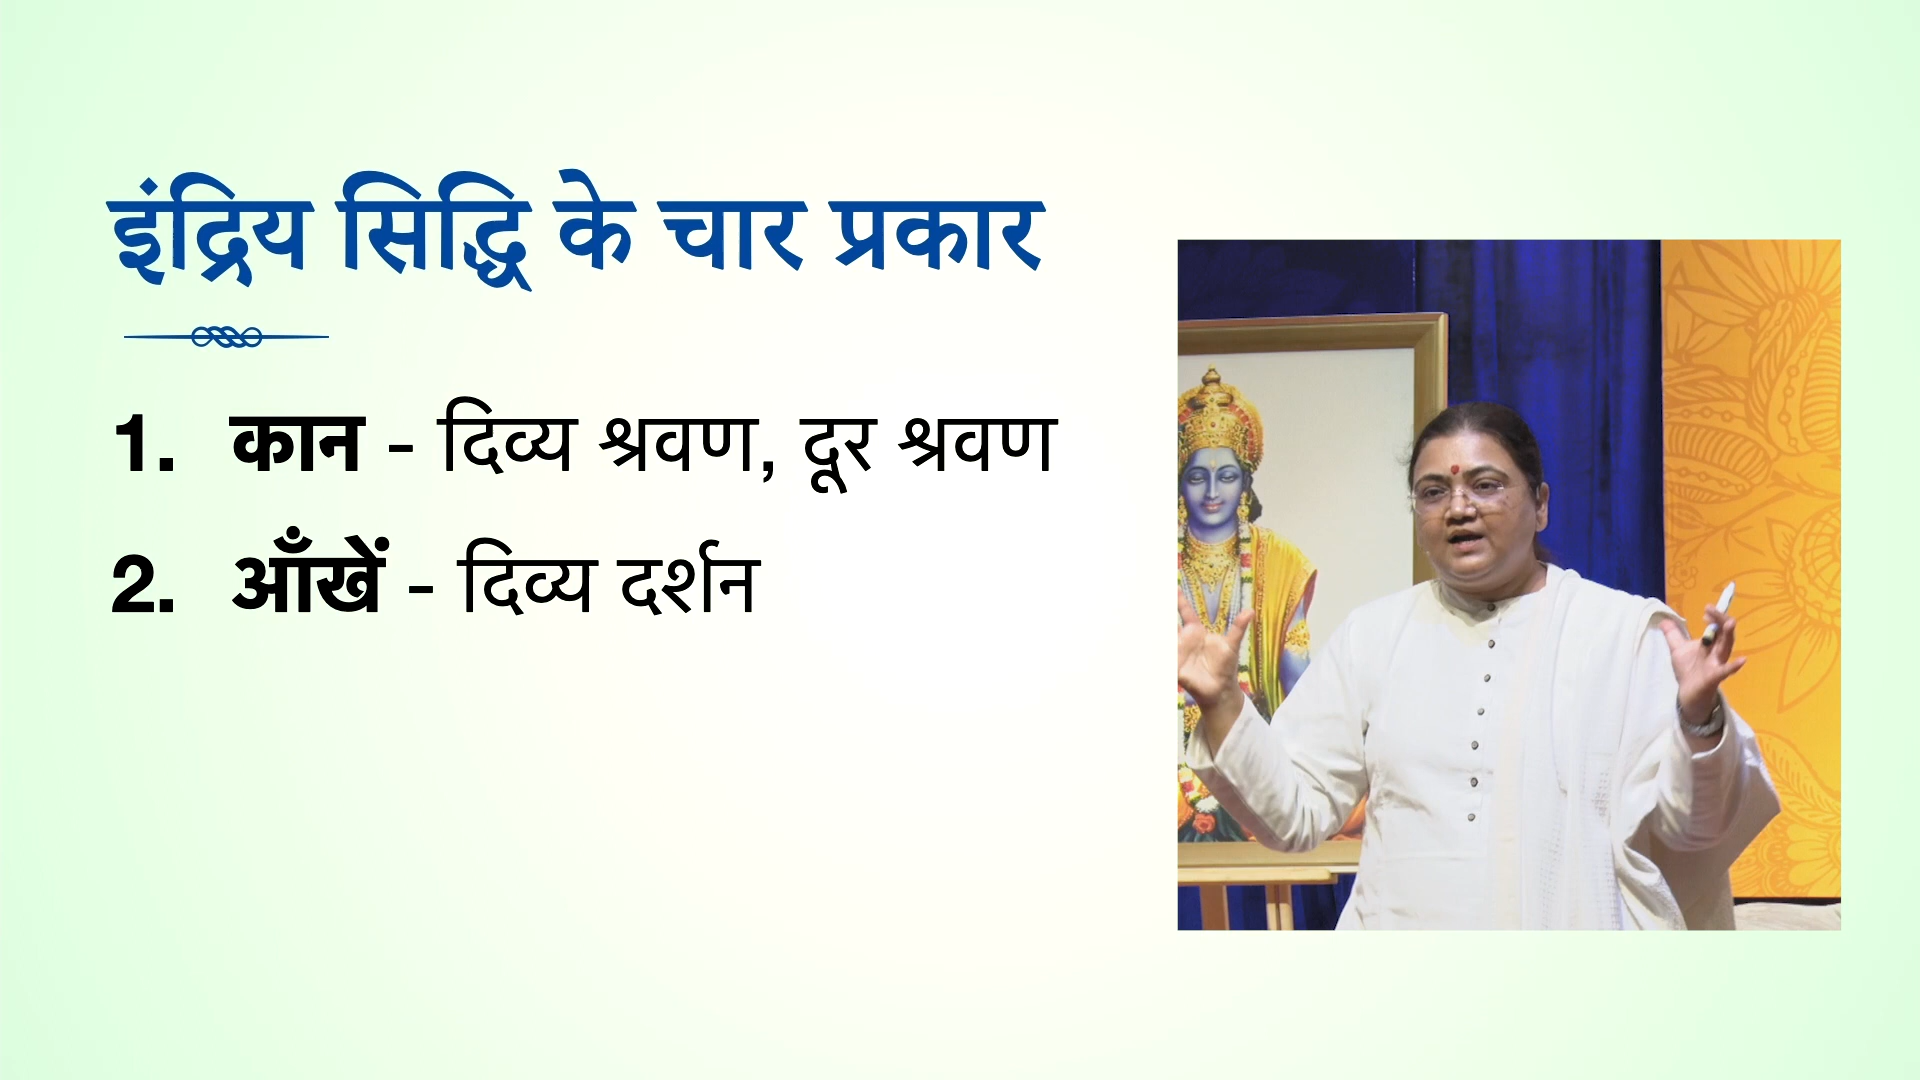 इंद्रिय सिद्धि के चार प्रकार
1. कान - दिव्य श्रवण, दूर श्रवण
2. आँखें - दिव्य दर्शन